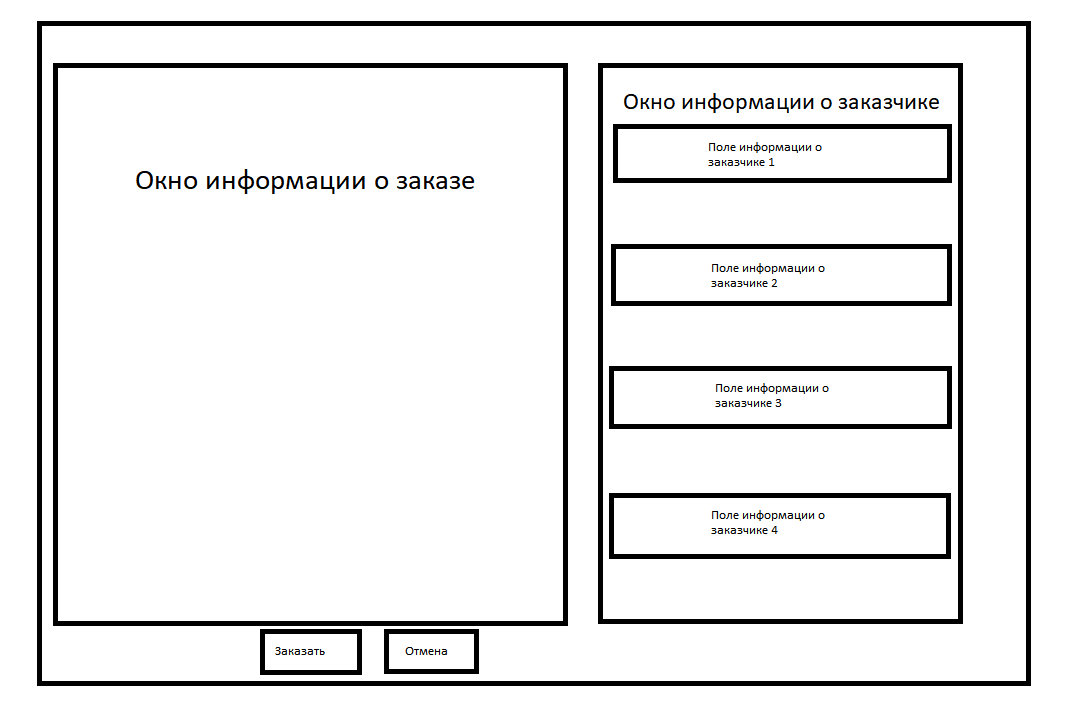 Окно информации о заказе
Окно информации о заказчике
Поле информации о
заказчике 1
Поле информации о
заказчике 2
Поле информации о
заказчике 3
Поле информации о
заказчике 4
Заказать
Отмена